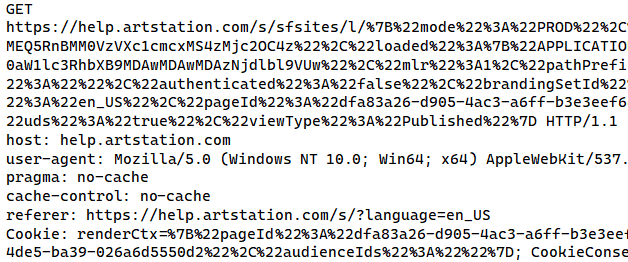 GET
https://help.artstation.com/s/sfsites/l/%7B%22mode%22%3A%22PROD%22%2C
MEQ5RnBMM0VzVXc1cmcxMS4zMjc2OC4z%22%2C%22loaded%22%3A%7B%22APPLICATIO
0aW1lc3RhbXB9MDAwMDAwMDAzNjdlbl9VUw%22%2C%22mlr%22%3A1%2C%22pathPrefi
22%3A%22%22%2C%22authenticated%22%3Afalse%2C%22brandingSetId%22
22%3A%22en_US%22%2C%22pageId%22%3A%22dfa83a26-d905-4ac3-a6ff-b3e3eef6
22uds%22%3Atrue%22%2C%22viewType%22%3A%22Published%22%7D HTTP/1.1
host: help.artstation.com
user-agent: Mozilla/5.0 (Windows NT 10.0; Win64; x64) AppleWebKit/537.
pragma: no-cache
cache-control: no-cache
referer: https://help.artstation.com/s/?language=en_US
Cookie: renderCtx=%7B%22pageId%22%3A%22dfa83a26-d905-4ac3-a6ff-b3e3eef
4de5-ba39-026a6d5550d2%22%2C%22audienceIds%22%3A%22%22%7D; CookieConse